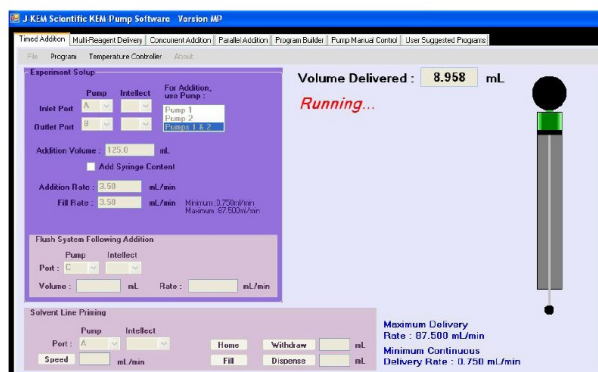 J-KEM Scientific KEM-Pump Software Version MP
Timed Addition Multi-Reagent Delivery Concurrent Addition Parallel Addition Program Builder Pump Manual Control User Suggested Programs
File Program Temperature Controller About
Experiment Setup
Pump Intellect For Addition, use Pump :
Inlet Port A Pump 1
Pump 2
Outlet Port B Pumps 1 & 2
Addition Volume : 125.0 mL
Add Syringe Content
Addition Rate : 3.50 mL/min
Fill Rate : 3.50 mL/min Minimum :0.750ml/min
Maximum :87.500ml/min
Flush System Following Addition
Pump Intellect
Port : C
Volume : mL Rate : mL/min
Volume Delivered : 8.958 mL
Running...
Solvent Line Priming
Pump Intellect
Port : A Home Withdraw mL
Speed mL/min Fill Dispense mL
Maximum Delivery
Rate : 87.500 mL/min
Minimum Continuous
Delivery Rate : 0.750 mL/min